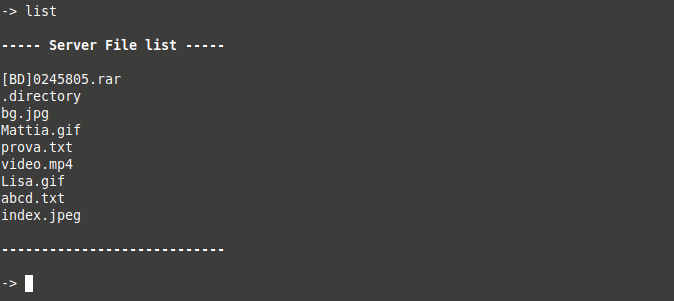 -> list
----- Server File list -----
[BD]0245805.rar
.directory
bg.jpg
Mattia.gif
prova.txt
video.mp4
Lisa.gif
abcd.txt
index.jpeg
----------------------------
->